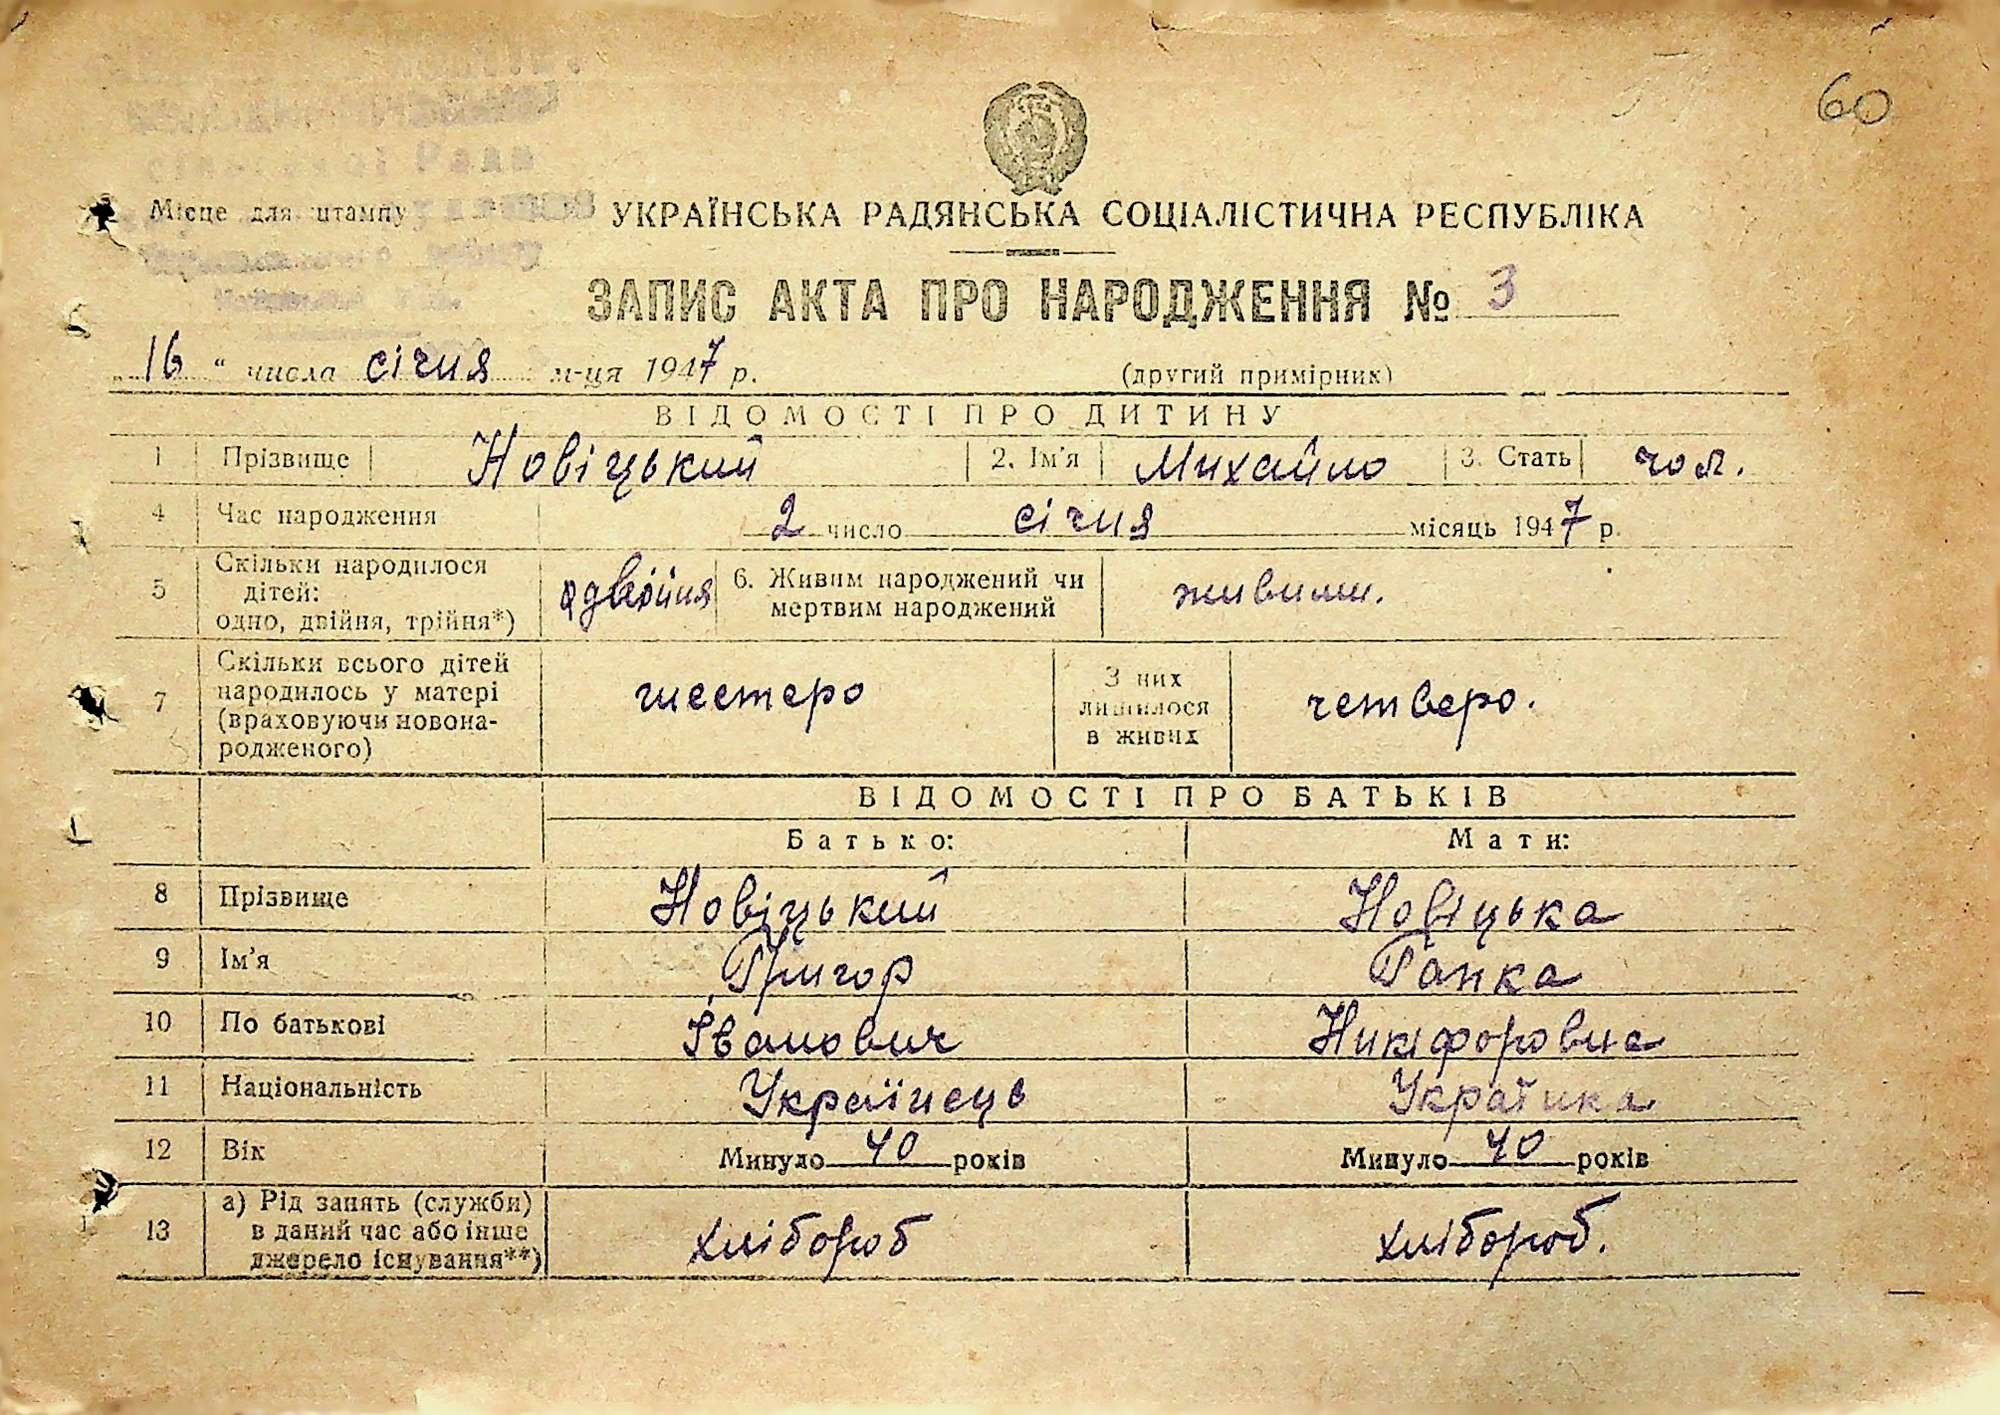 60
Місце для штампу
УКРАЇНСЬКА РАДЯНСЬКА СОЦІАЛІСТИЧНА РЕСПУБЛІКА
ЗАПИС АКТА ПРО НАРОДЖЕННЯ № 3
„16“ числа січня м-ця 1947 р. (другий примірник)
ВІДОМОСТІ ПРО ДИТИНУ
1 Прізвище Новіцький 2. Ім'я Михайло 3. Стать чол.
4 Час народження 2 число січня місяць 1947 р.
5 Скільки народилося дітей: одно, двійня, трійня*) двойня 6. Живим народжений чи мертвим народжений живими.
7 Скільки всього дітей народилось у матері (враховуючи новонародженого) шестеро З них лишилося в живих четверо.
ВІДОМОСТІ ПРО БАТЬКІВ
Батько: Мати:
8 Прізвище Новіцький Новіцька
9 Ім'я Григор Ганка
10 По батькові Іванович Никіфоровна
11 Національність Українець Українка
12 Вік Минуло 40 років Минуло 40 років
13 а) Рід занять (служби) в даний час або інше джерело існування**) хлібороб хлібороб.